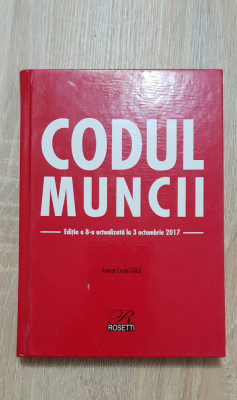 CODUL
MUNCII
Ediția a 8-a actualizată la 3 octombrie 2017
R
ROSETTI